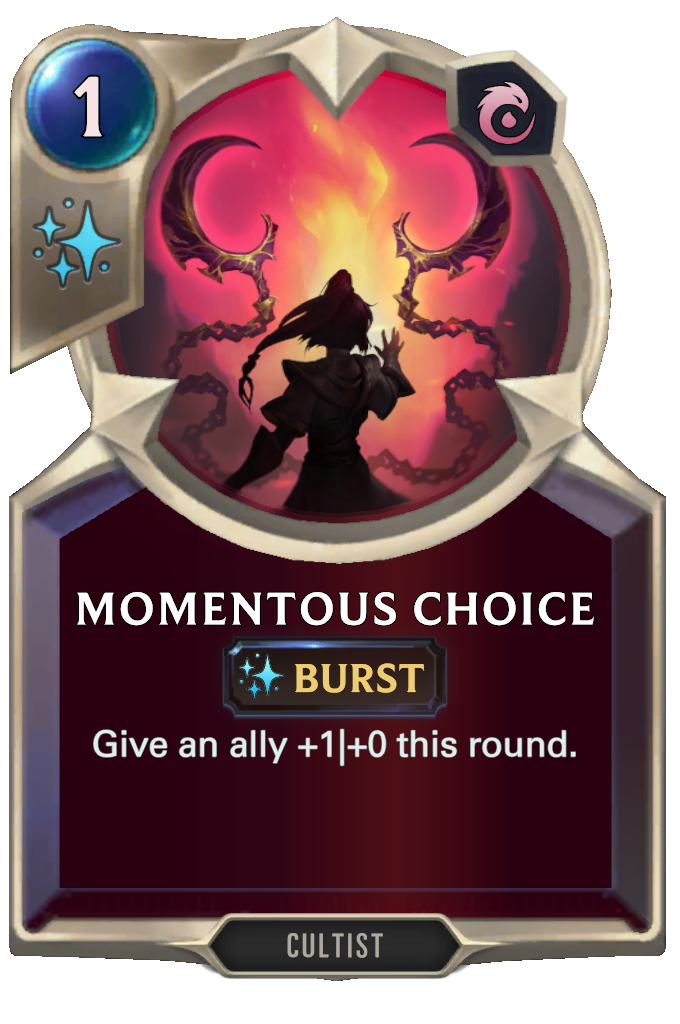 1
MOMENTOUS CHOICE
BURST
Give an ally +1|+0 this round.
CULTIST